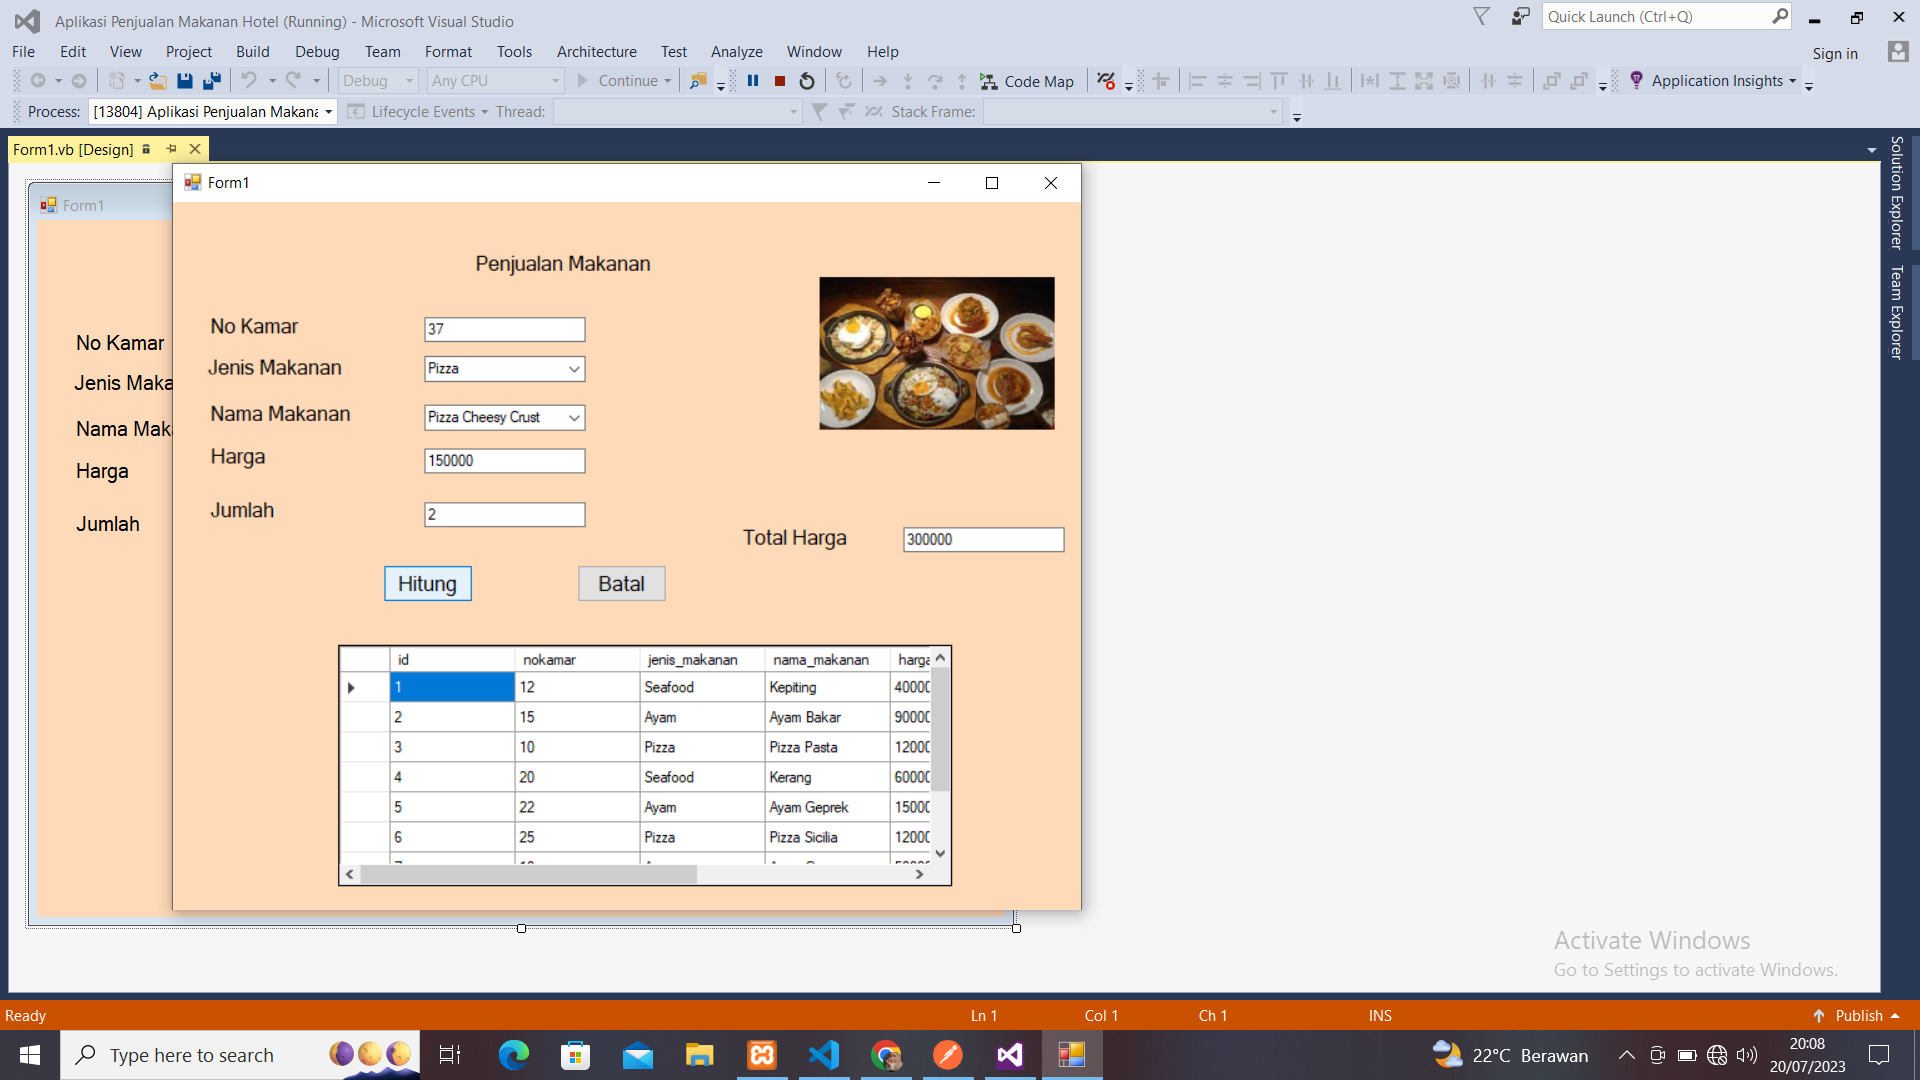 Aplikasi Penjualan Makanan Hotel (Running) - Microsoft Visual Studio
Quick Launch (Ctrl+Q)
File Edit View Project Build Debug Team Format Tools Architecture Test Analyze Window Help
Sign in
Debug Any CPU Continue Code Map Application Insights
Process: [13804] Aplikasi Penjualan Makana Lifecycle Events Thread: Stack Frame:
Form1.vb [Design]
Solution Explorer
Team Explorer
Form1
No Kamar
Jenis Maka
Nama Mak
Harga
Jumlah
Form1
Penjualan Makanan
No Kamar 37
Jenis Makanan Pizza
Nama Makanan Pizza Cheesy Crust
Harga 150000
Jumlah 2
Total Harga 300000
Hitung Batal
id nokamar jenis_makanan nama_makanan harga
1 12 Seafood Kepiting 40000
2 15 Ayam Ayam Bakar 90000
3 10 Pizza Pizza Pasta 12000
4 20 Seafood Kerang 60000
5 22 Ayam Ayam Geprek 15000
6 25 Pizza Pizza Sicilia 12000
Activate Windows
Go to Settings to activate Windows.
Ready Ln 1 Col 1 Ch 1 INS Publish
Type here to search
22°C Berawan
20:08
20/07/2023